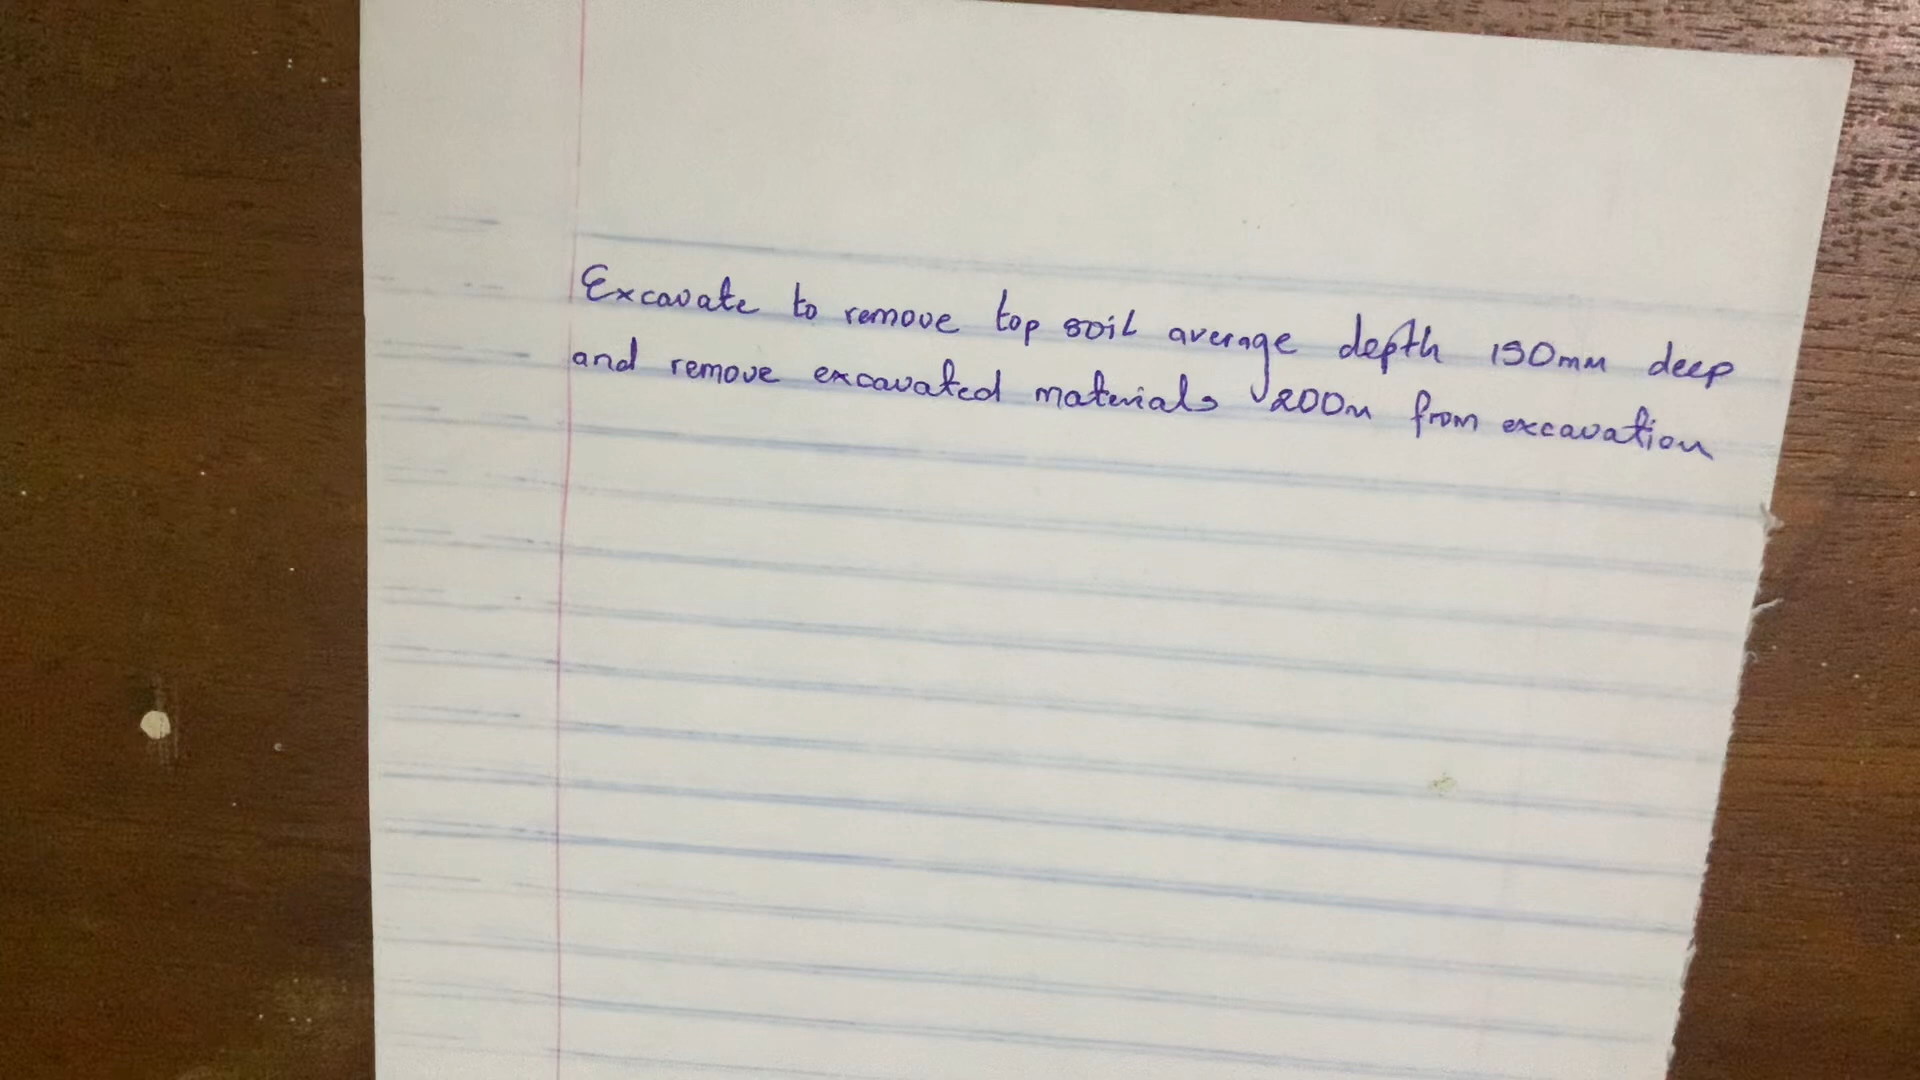 Excavate to remove top soil average depth 150mm deep
and remove excavated materials 200m from excavation